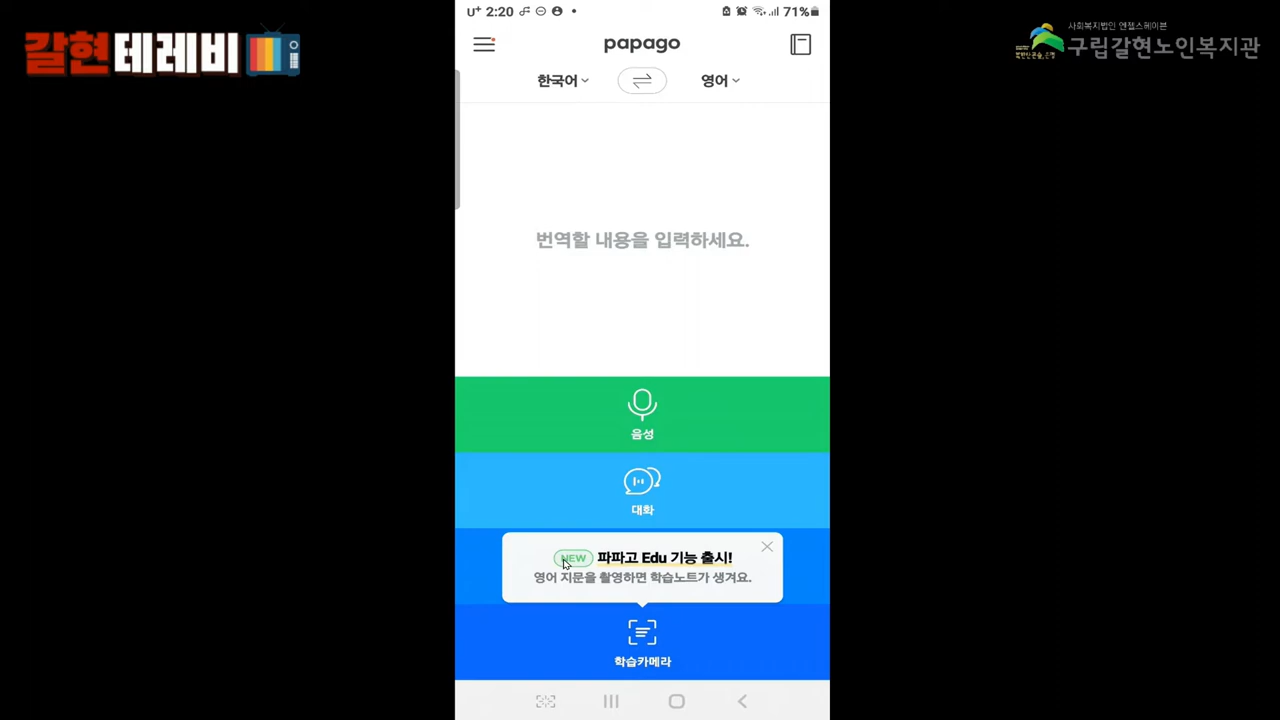 갈현테레비
사회복지법인 엔젤스헤이븐
구립갈현노인복지관
U+ 2:20
71%
papago
한국어
영어
번역할 내용을 입력하세요.
음성
대화
NEW 파파고 Edu 기능 출시!
영어 지문을 촬영하면 학습노트가 생겨요.
학습카메라